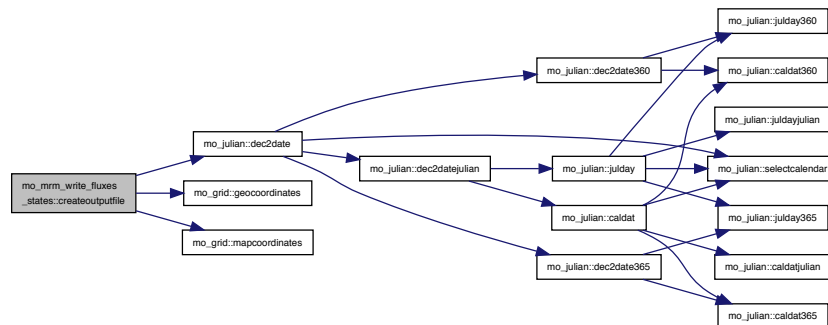 mo_mrm_write_fluxes
_states::createoutputfile
mo_julian::dec2date
mo_grid::geocoordinates
mo_grid::mapcoordinates
mo_julian::dec2date360
mo_julian::dec2datejulian
mo_julian::dec2date365
mo_julian::julday
mo_julian::caldat
mo_julian::julday360
mo_julian::caldat360
mo_julian::juldayjulian
mo_julian::selectcalendar
mo_julian::julday365
mo_julian::caldatjulian
mo_julian::caldat365